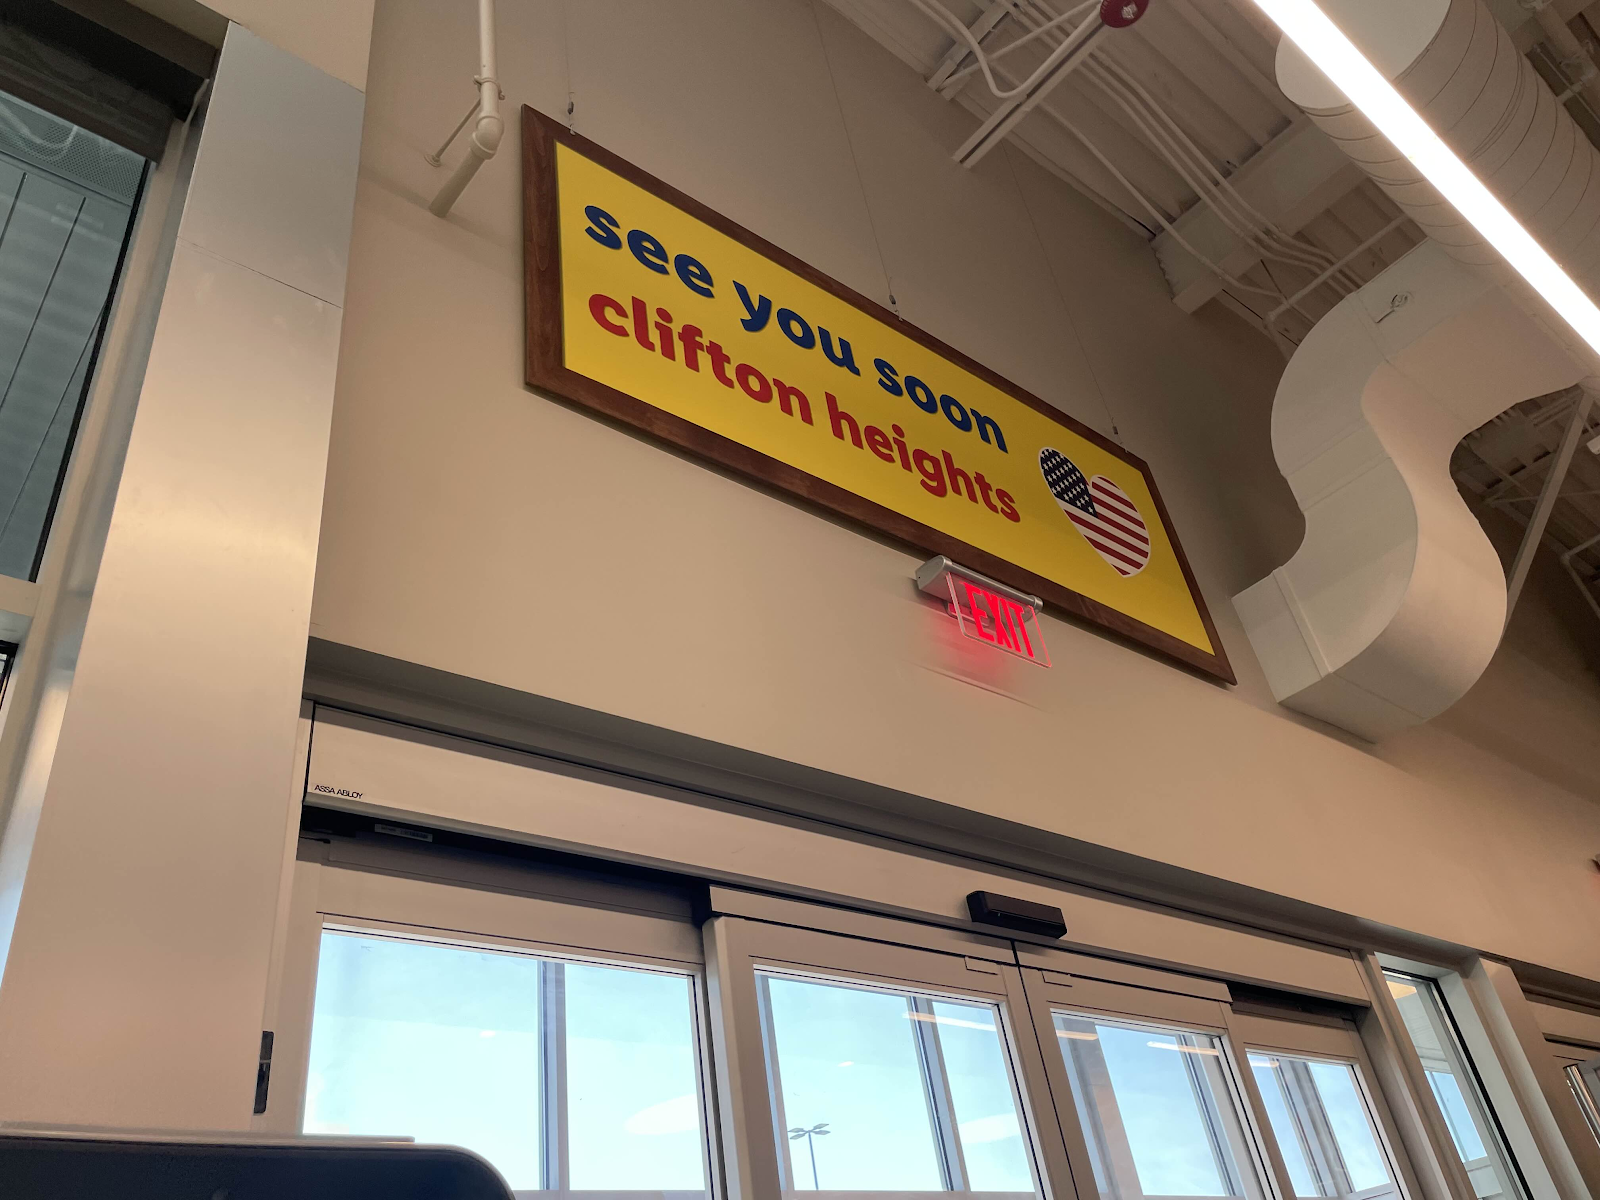 see you soon
clifton heights
EXIT
ASSA ABLOY